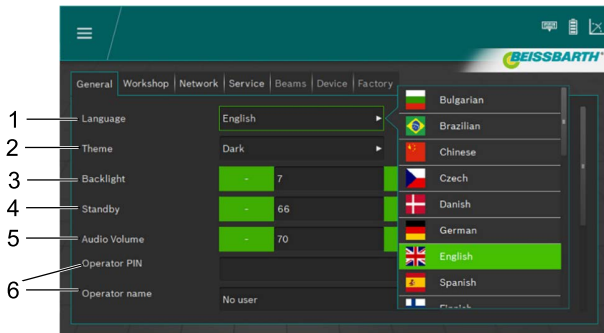 BEISSBARTH
General Workshop Network Service Beams Device Factory
1 Language English
2 Theme Dark
3 Backlight - 7
4 Standby - 66
5 Audio Volume - 70
6 Operator PIN
Operator name No user
Bulgarian
Brazilian
Chinese
Czech
Danish
German
English
Spanish
Finnish